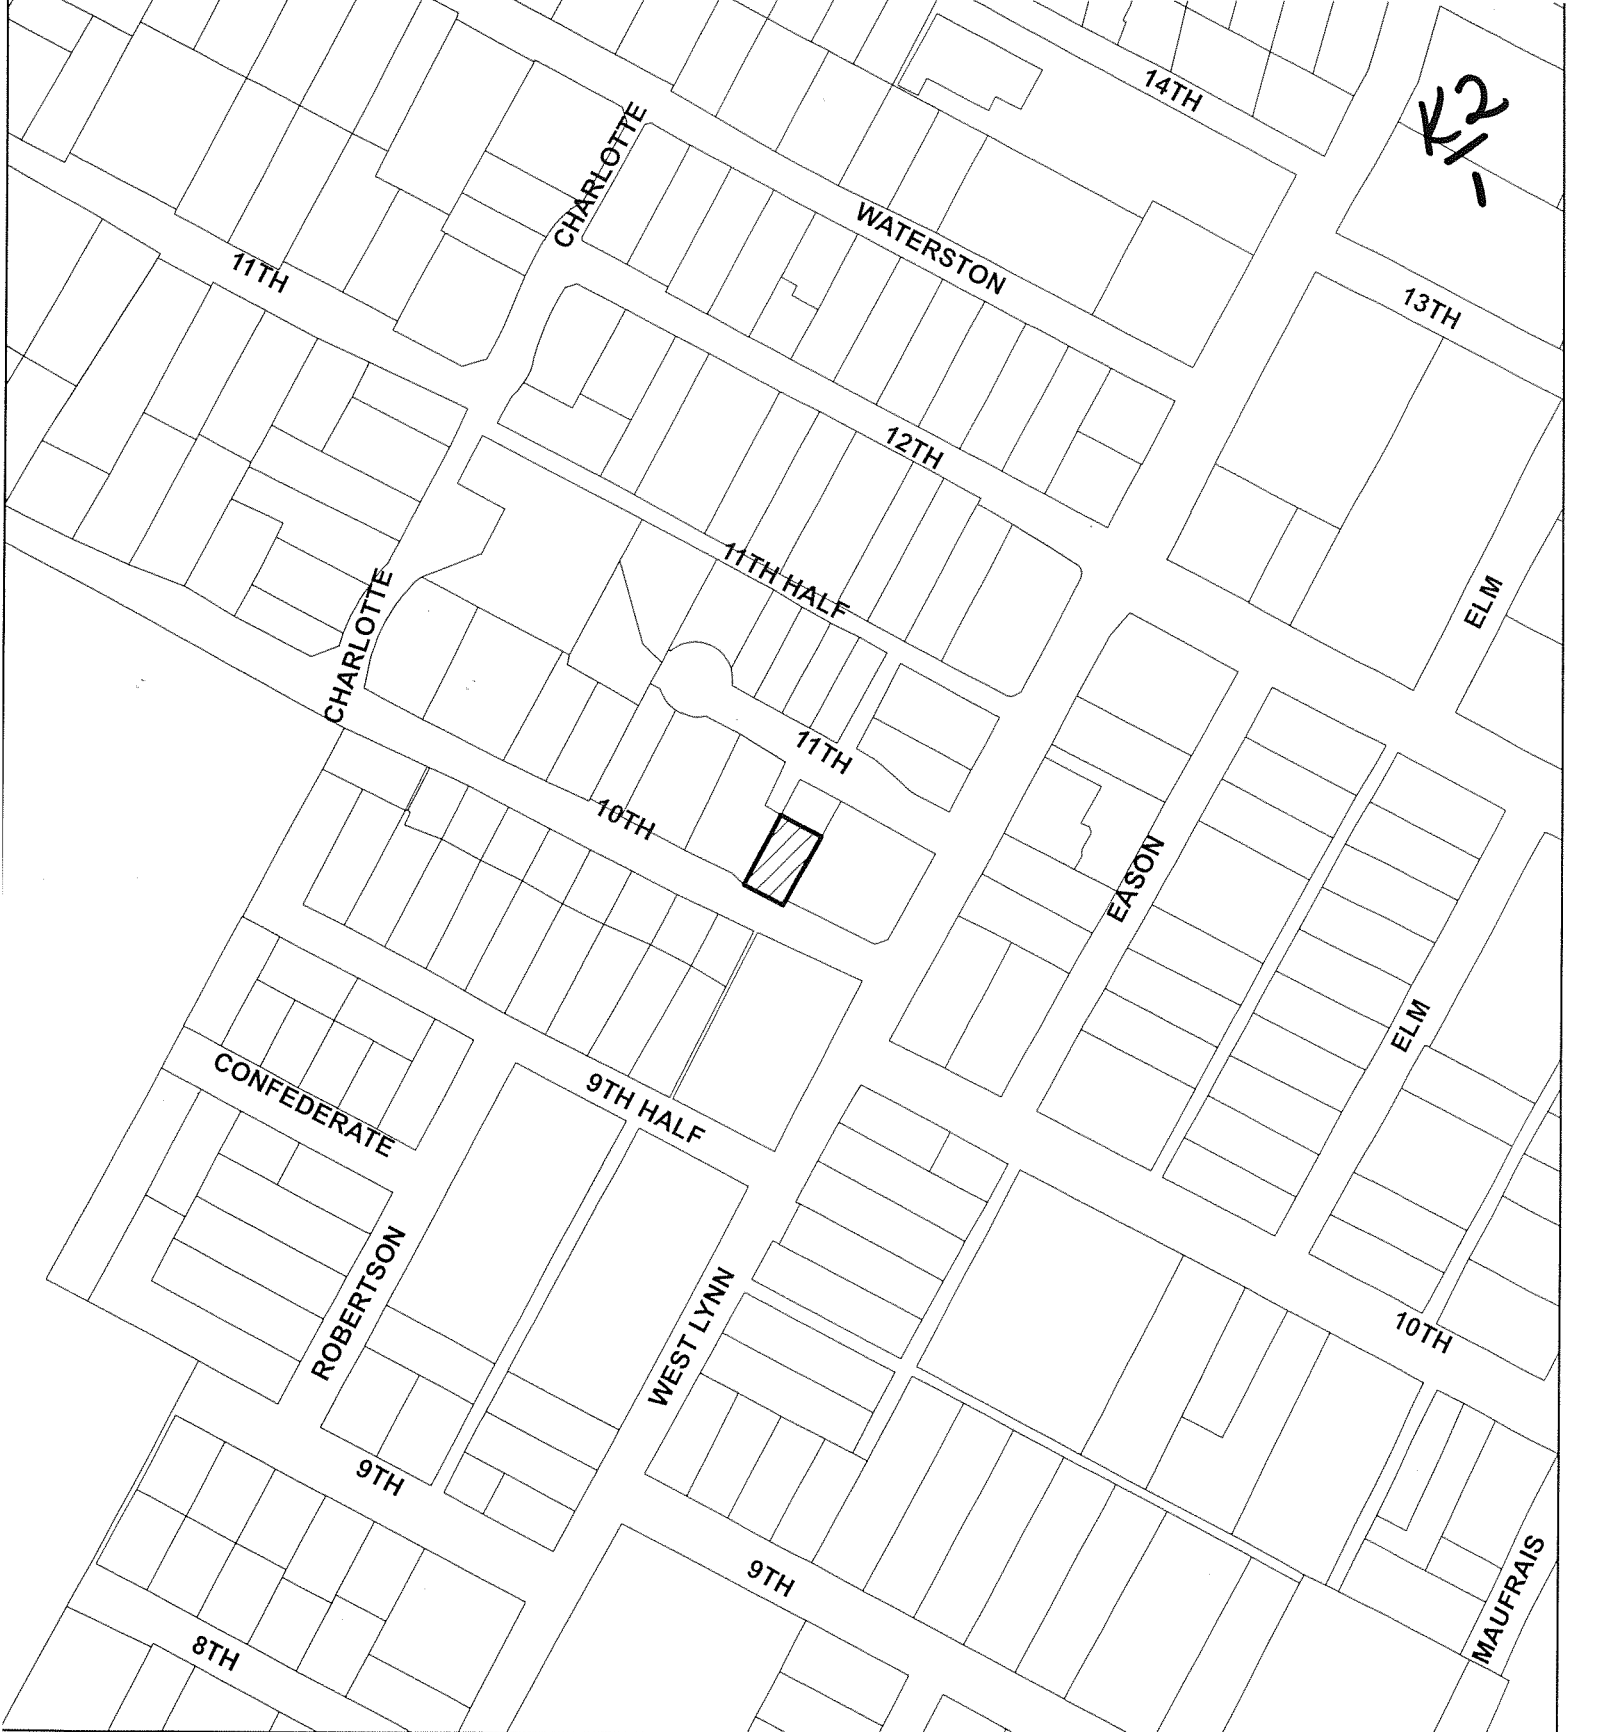 14TH
K2/
1
CHARLOTTE
WATERSTON
11TH
13TH
12TH
11TH HALF
ELM
CHARLOTTE
11TH
10TH
EASON
ELM
CONFEDERATE
9TH HALF
ROBERTSON
WEST LYNN
10TH
9TH
9TH
MAUFRAIS
8TH